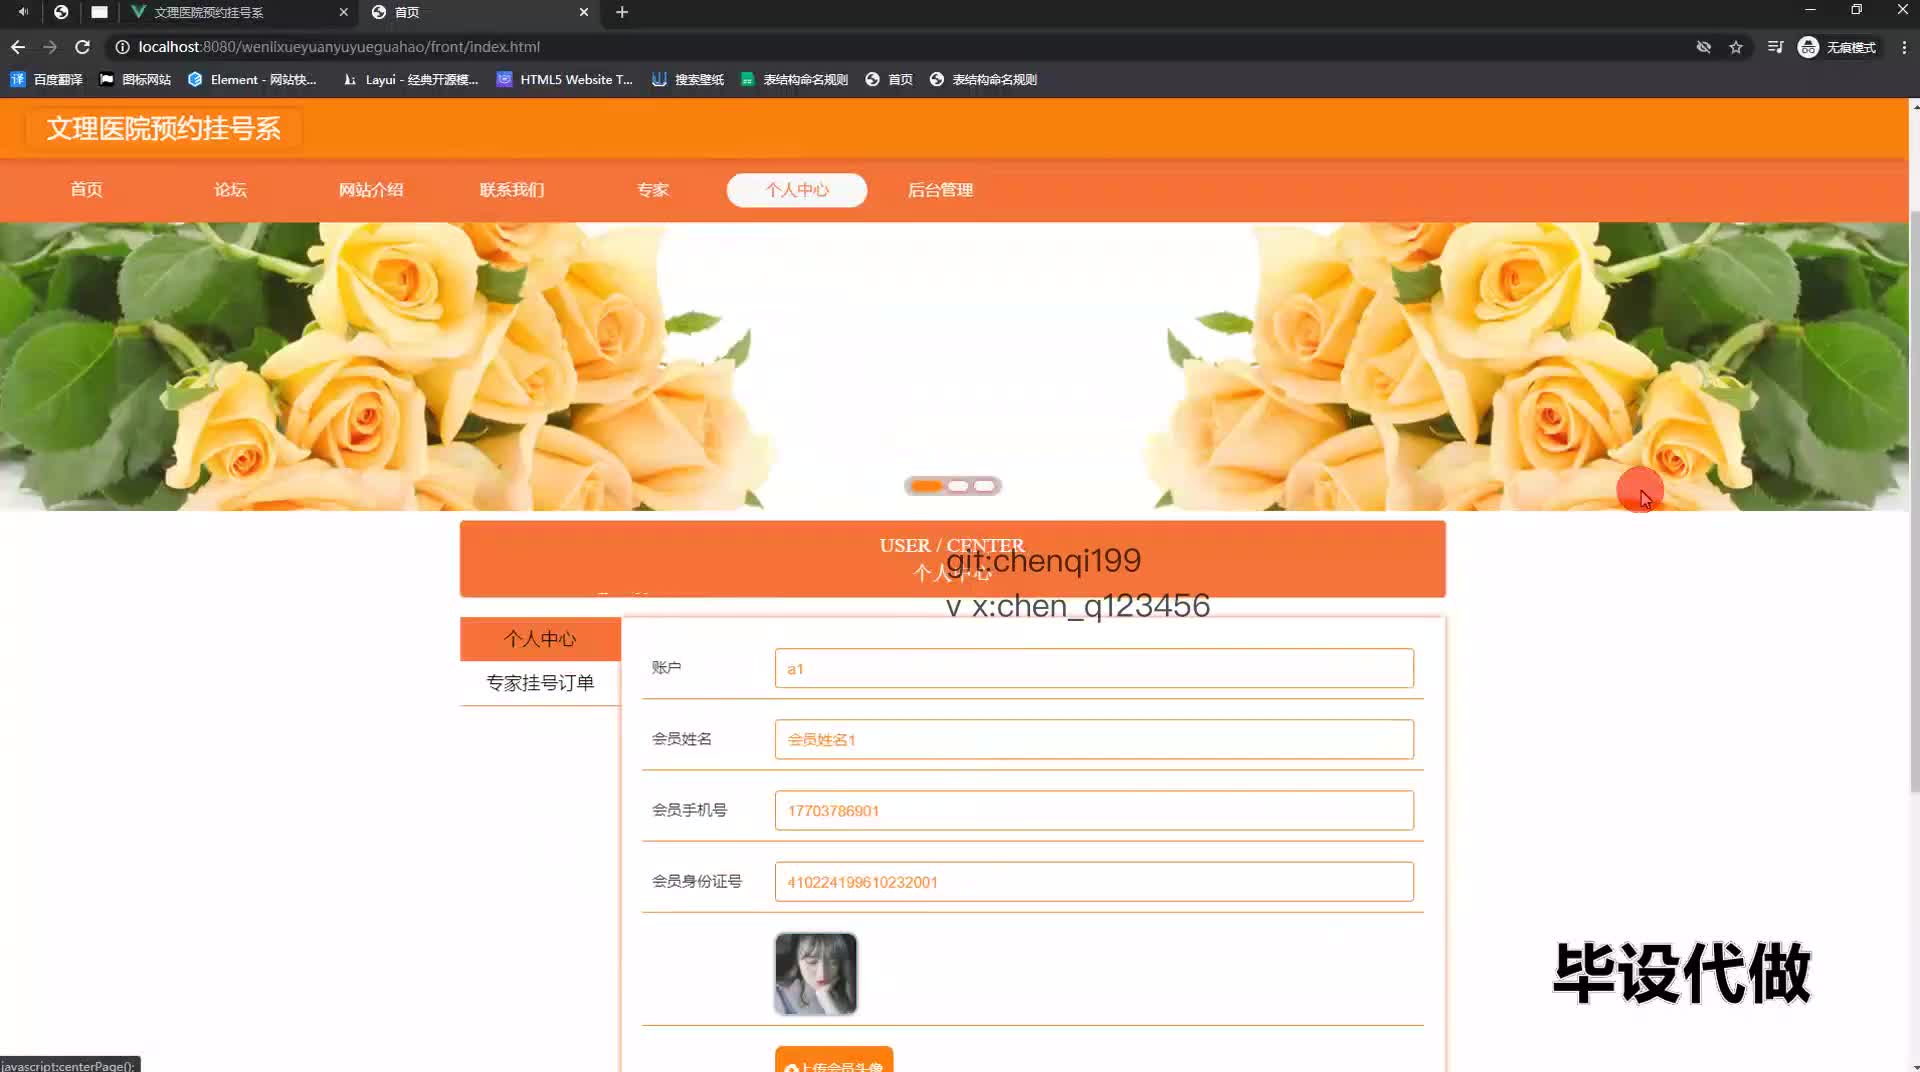 文理医院预约挂号系
首页
localhost:8080/wenlixueyuanyuyueguahao/front/index.html
无痕模式
百度翻译
图标网站
Element - 网站快...
Layui - 经典开源模...
HTML5 Website T...
搜索壁纸
表结构命名规则
首页
表结构命名规则
文理医院预约挂号系
首页
论坛
网站介绍
联系我们
专家
个人中心
后台管理
USER / CENTER
个人中心
git:chenqi199
v x:chen_q123456
个人中心
专家挂号订单
账户
a1
会员姓名
会员姓名1
会员手机号
17703786901
会员身份证号
410224199610232001
上传会员头像
毕设代做
javascript:centerPage();